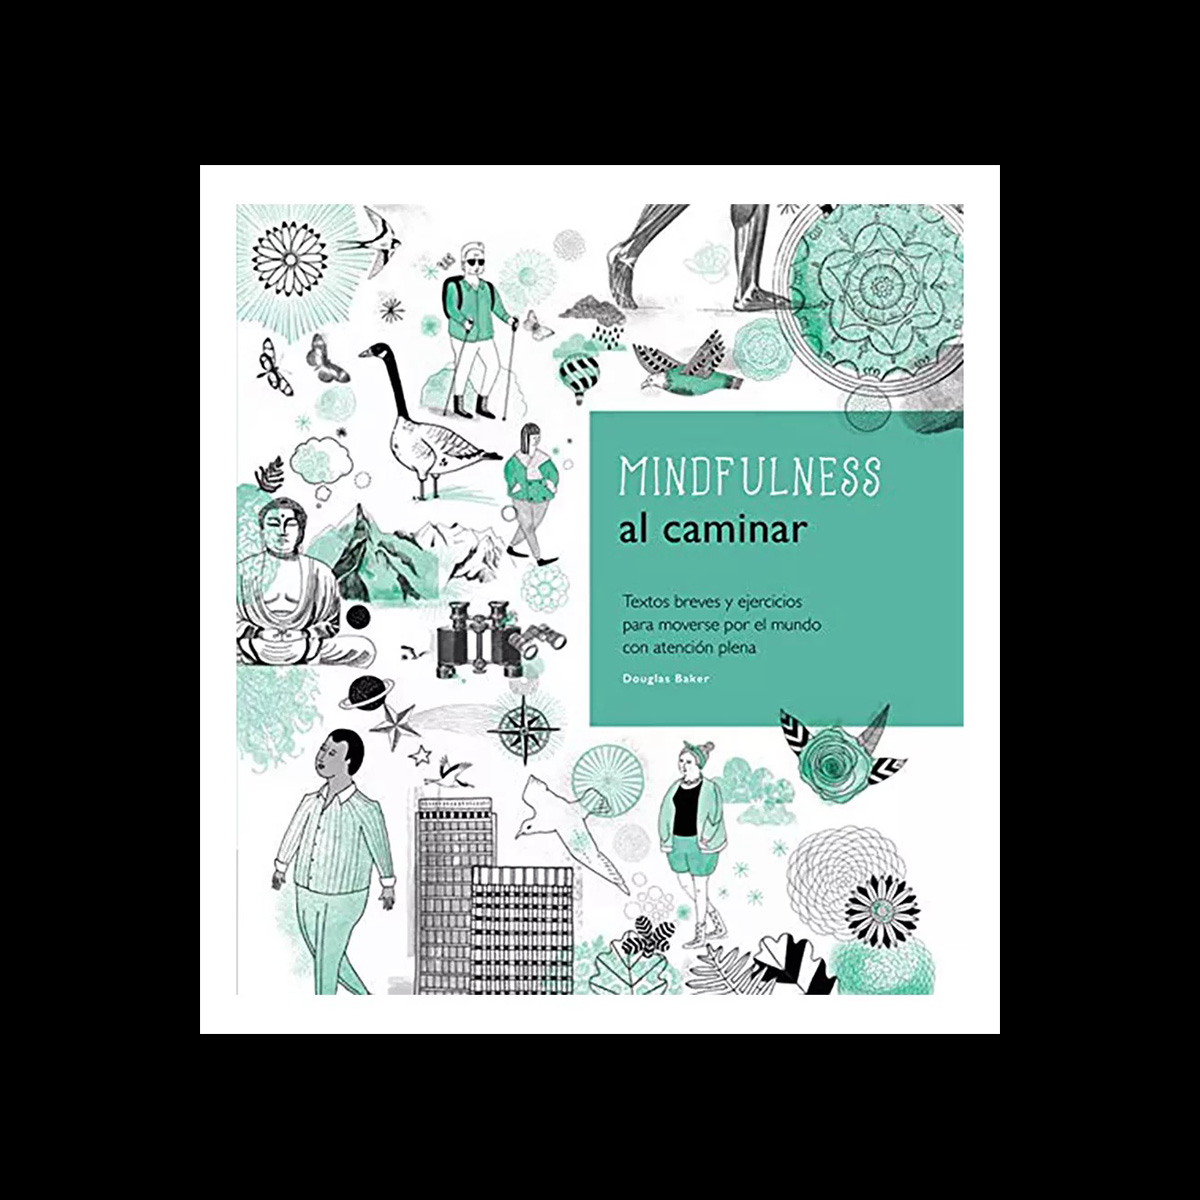 MINDFULNESS
al caminar
Textos breves y ejercicios
para moverse por el mundo
con atención plena
Douglas Baker